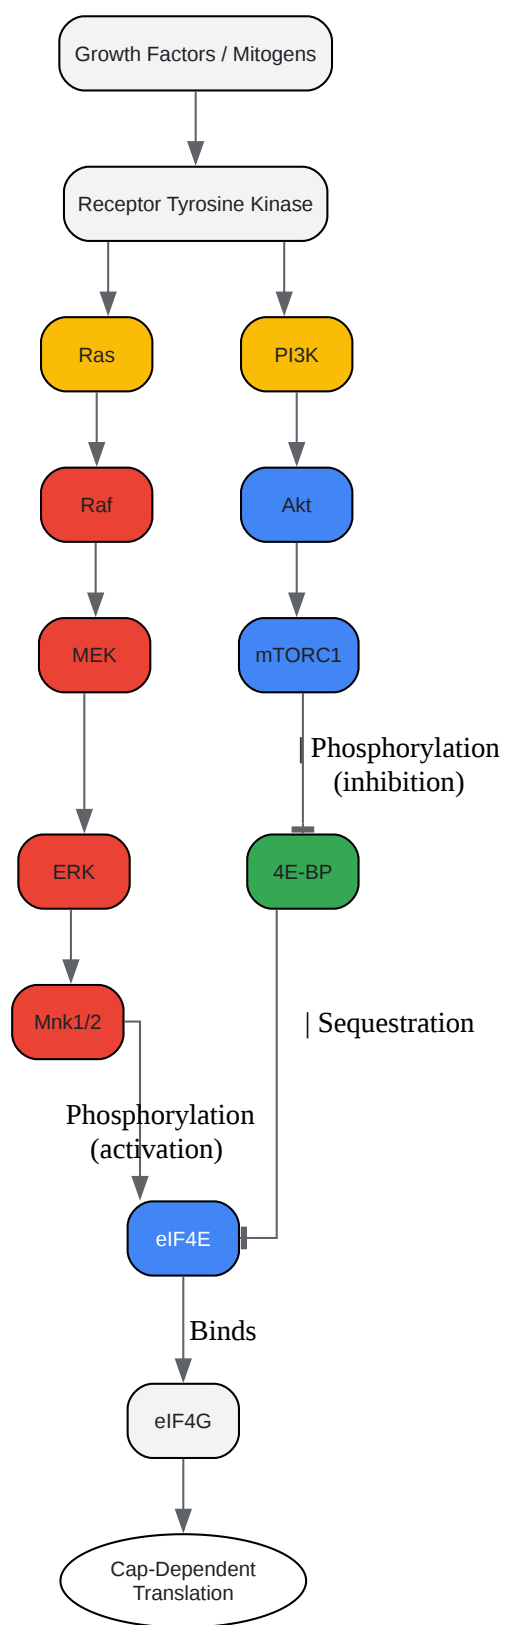 Growth Factors / Mitogens
Receptor Tyrosine Kinase
Ras
PI3K
Raf
Akt
MEK
mTORC1
| Phosphorylation
(inhibition)
ERK
4E-BP
Mnk1/2
| Sequestration
Phosphorylation
(activation)
eIF4E
Binds
eIF4G
Cap-Dependent
Translation